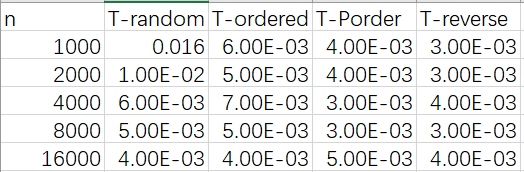 n T-random T-ordered T-Porder T-reverse
1000 0.016 6.00E-03 4.00E-03 3.00E-03
2000 1.00E-02 5.00E-03 4.00E-03 3.00E-03
4000 6.00E-03 7.00E-03 3.00E-03 4.00E-03
8000 5.00E-03 5.00E-03 3.00E-03 3.00E-03
16000 4.00E-03 4.00E-03 5.00E-03 4.00E-03